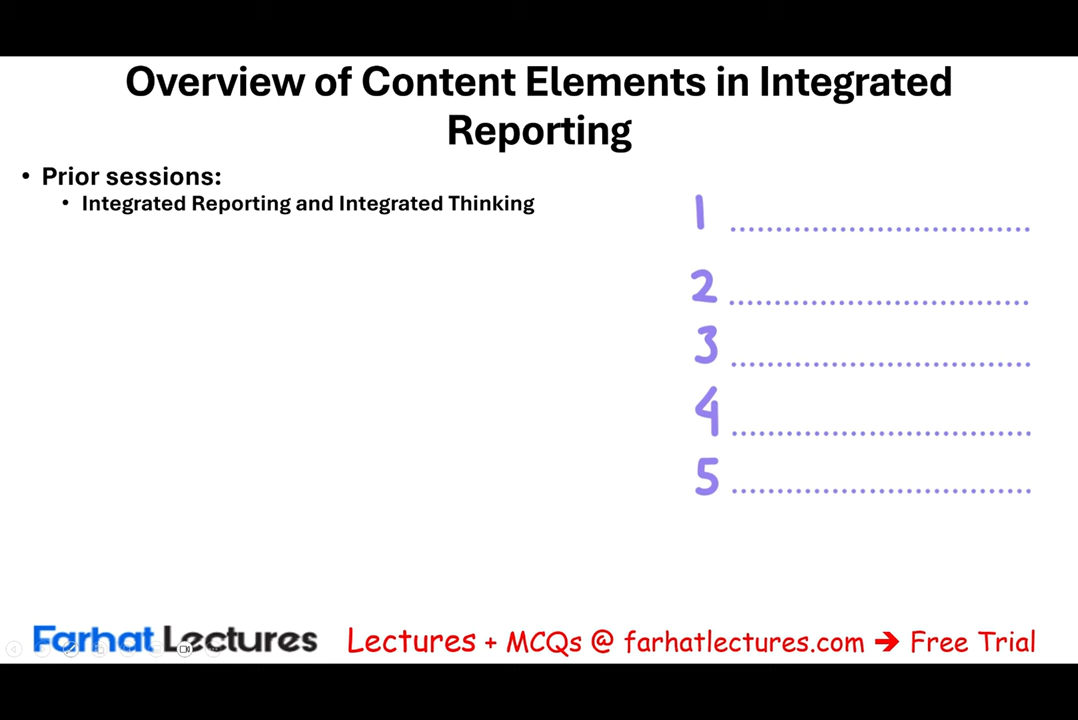 Overview of Content Elements in Integrated
Reporting
• Prior sessions:
• Integrated Reporting and Integrated Thinking
1 ................................
2 ................................
3 ................................
4 ................................
5 ................................
Farhat Lectures Lectures + MCQs @ farhatlectures.com ➔ Free Trial